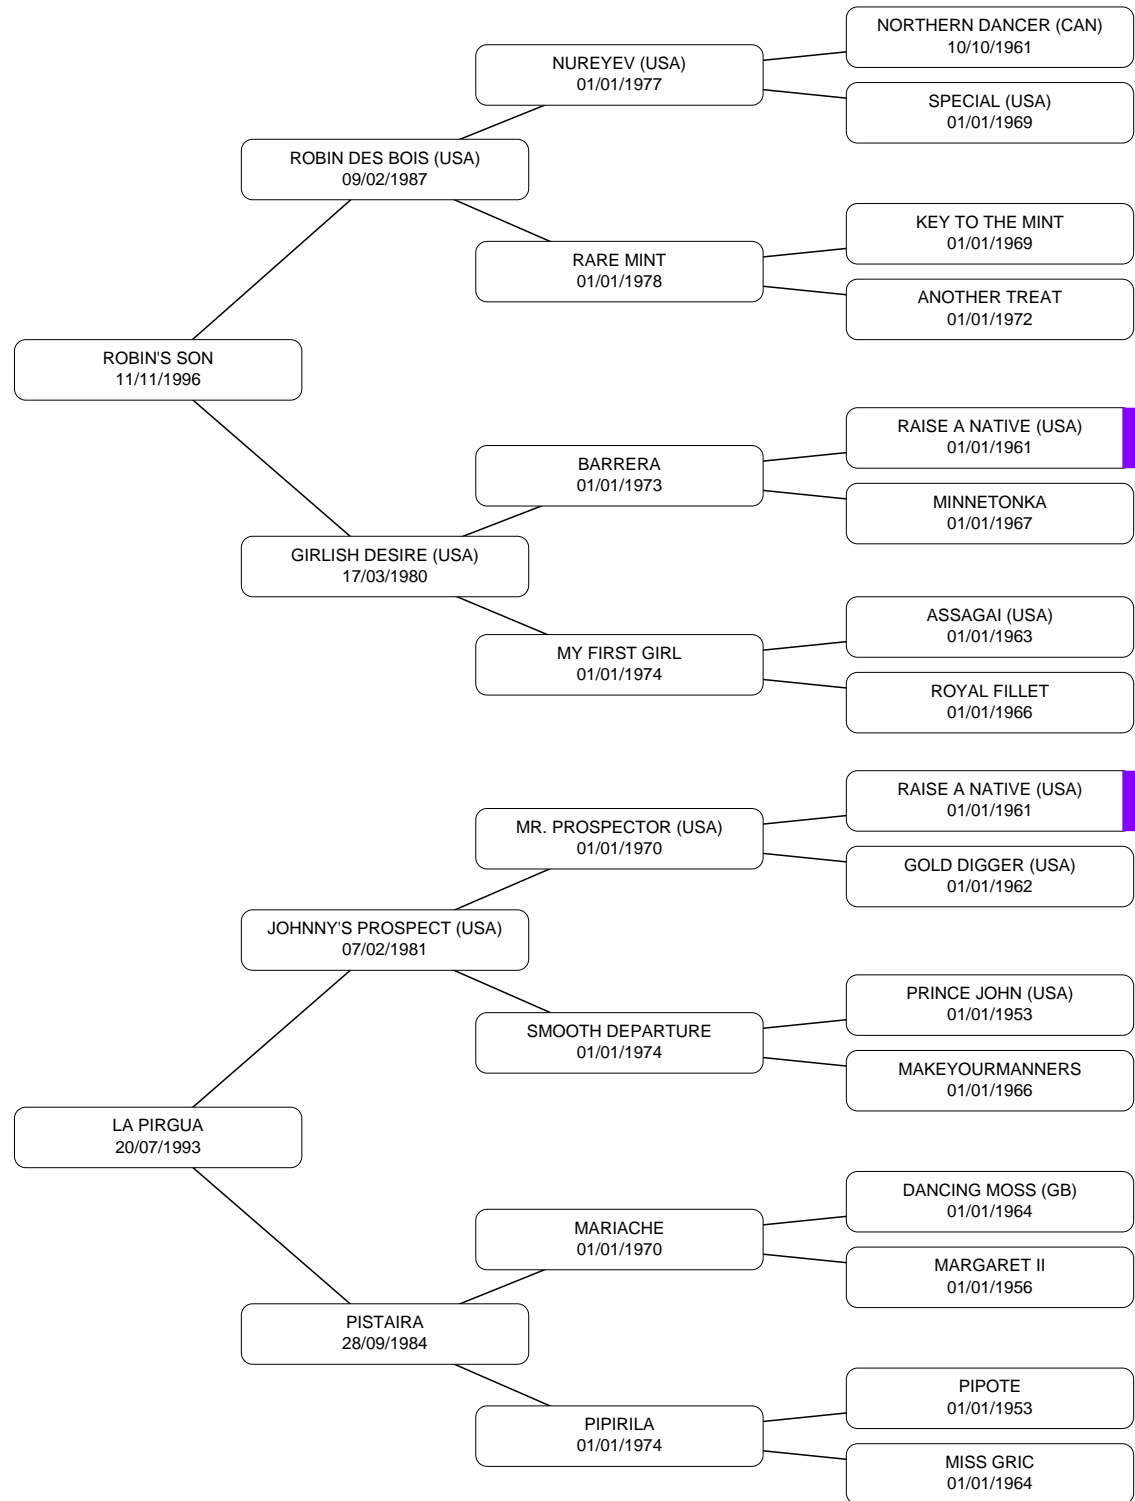 NORTHERN DANCER (CAN)
10/10/1961
NUREYEV (USA)
01/01/1977
SPECIAL (USA)
01/01/1969
ROBIN DES BOIS (USA)
09/02/1987
KEY TO THE MINT
01/01/1969
RARE MINT
01/01/1978
ANOTHER TREAT
01/01/1972
ROBIN'S SON
11/11/1996
RAISE A NATIVE (USA)
01/01/1961
BARRERA
01/01/1973
MINNETONKA
01/01/1967
GIRLISH DESIRE (USA)
17/03/1980
ASSAGAI (USA)
01/01/1963
MY FIRST GIRL
01/01/1974
ROYAL FILLET
01/01/1966
RAISE A NATIVE (USA)
01/01/1961
MR. PROSPECTOR (USA)
01/01/1970
GOLD DIGGER (USA)
01/01/1962
JOHNNY'S PROSPECT (USA)
07/02/1981
PRINCE JOHN (USA)
01/01/1953
SMOOTH DEPARTURE
01/01/1974
MAKEYOURMANNERS
01/01/1966
LA PIRGUA
20/07/1993
DANCING MOSS (GB)
01/01/1964
MARIACHE
01/01/1970
MARGARET II
01/01/1956
PISTAIRA
28/09/1984
PIPOTE
01/01/1953
PIPIRILA
01/01/1974
MISS GRIC
01/01/1964